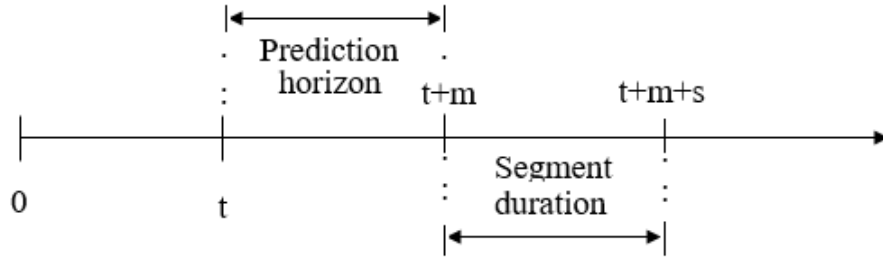 Prediction
horizon
t+m
t+m+s
0
t
Segment
duration